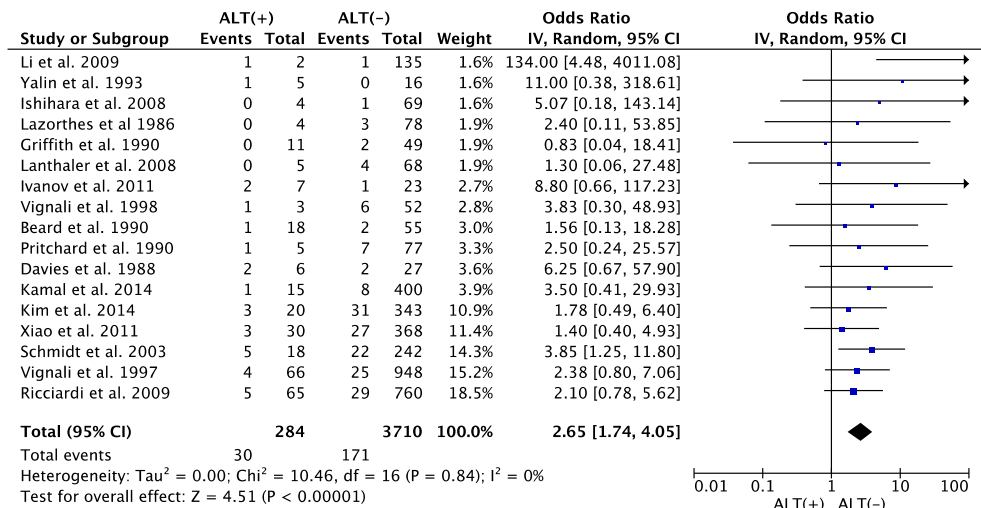 ALT(+) ALT(–) Odds Ratio Odds Ratio
Study or Subgroup Events Total Events Total Weight IV, Random, 95% CI IV, Random, 95% CI
Li et al. 2009 1 2 1 135 1.6% 134.00 [4.48, 4011.08]
Yalin et al. 1993 1 5 0 16 1.6% 11.00 [0.38, 318.61]
Ishihara et al. 2008 0 4 1 69 1.6% 5.07 [0.18, 143.14]
Lazorthes et al 1986 0 4 3 78 1.9% 2.40 [0.11, 53.85]
Griffith et al. 1990 0 11 2 49 1.9% 0.83 [0.04, 18.41]
Lanthaler et al. 2008 0 5 4 68 1.9% 1.30 [0.06, 27.48]
Ivanov et al. 2011 2 7 1 23 2.7% 8.80 [0.66, 117.23]
Vignali et al. 1998 1 3 6 52 2.8% 3.83 [0.30, 48.93]
Beard et al. 1990 1 18 2 55 3.0% 1.56 [0.13, 18.28]
Pritchard et al. 1990 1 5 7 77 3.3% 2.50 [0.24, 25.57]
Davies et al. 1988 2 6 2 27 3.6% 6.25 [0.67, 57.90]
Kamal et al. 2014 1 15 8 400 3.9% 3.50 [0.41, 29.93]
Kim et al. 2014 3 20 31 343 10.9% 1.78 [0.49, 6.40]
Xiao et al. 2011 3 30 27 368 11.4% 1.40 [0.40, 4.93]
Schmidt et al. 2003 5 18 22 242 14.3% 3.85 [1.25, 11.80]
Vignali et al. 1997 4 66 25 948 15.2% 2.38 [0.80, 7.06]
Ricciardi et al. 2009 5 65 29 760 18.5% 2.10 [0.78, 5.62]
Total (95% CI) 284 3710 100.0% 2.65 [1.74, 4.05]
Total events 30 171
Heterogeneity: Tau² = 0.00; Chi² = 10.46, df = 16 (P = 0.84); I² = 0%
Test for overall effect: Z = 4.51 (P < 0.00001)
0.01 0.1 1 10 100
ALT(+) ALT(–)